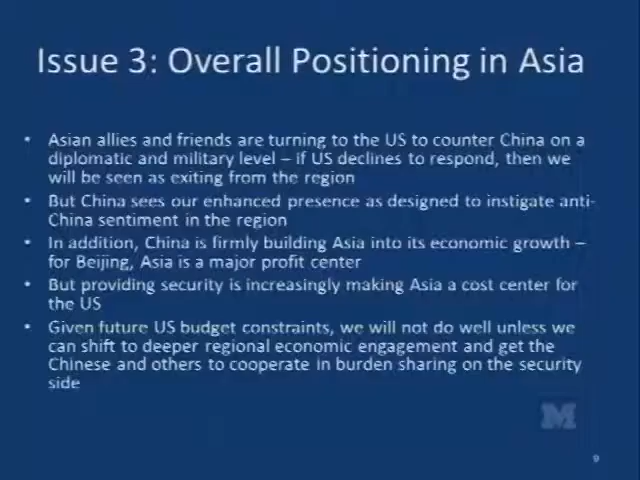 Issue 3: Overall Positioning in Asia
• Asian allies and friends are turning to the US to counter China on a
diplomatic and military level – if US declines to respond, then we
will be seen as exiting from the region
• But China sees our enhanced presence as designed to instigate anti-
China sentiment in the region
• In addition, China is firmly building Asia into its economic growth –
for Beijing, Asia is a major profit center
• But providing security is increasingly making Asia a cost center for
the US
• Given future US budget constraints, we will not do well unless we
can shift to deeper regional economic engagement and get the
Chinese and others to cooperate in burden sharing on the security
side
M
9